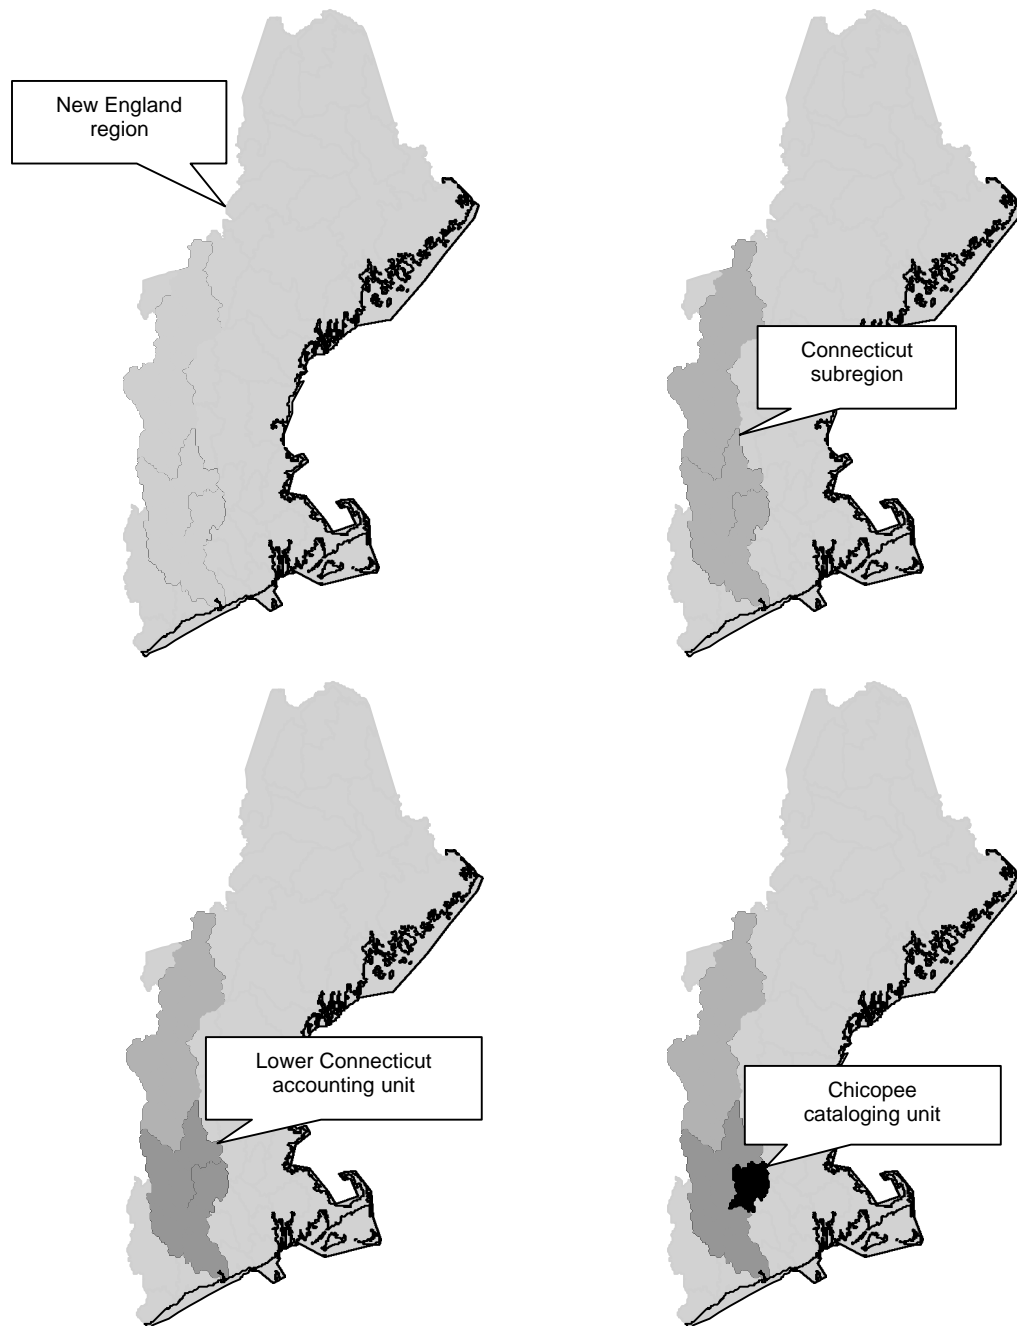 New England
region
Connecticut
subregion
Lower Connecticut
accounting unit
Chicopee
cataloging unit